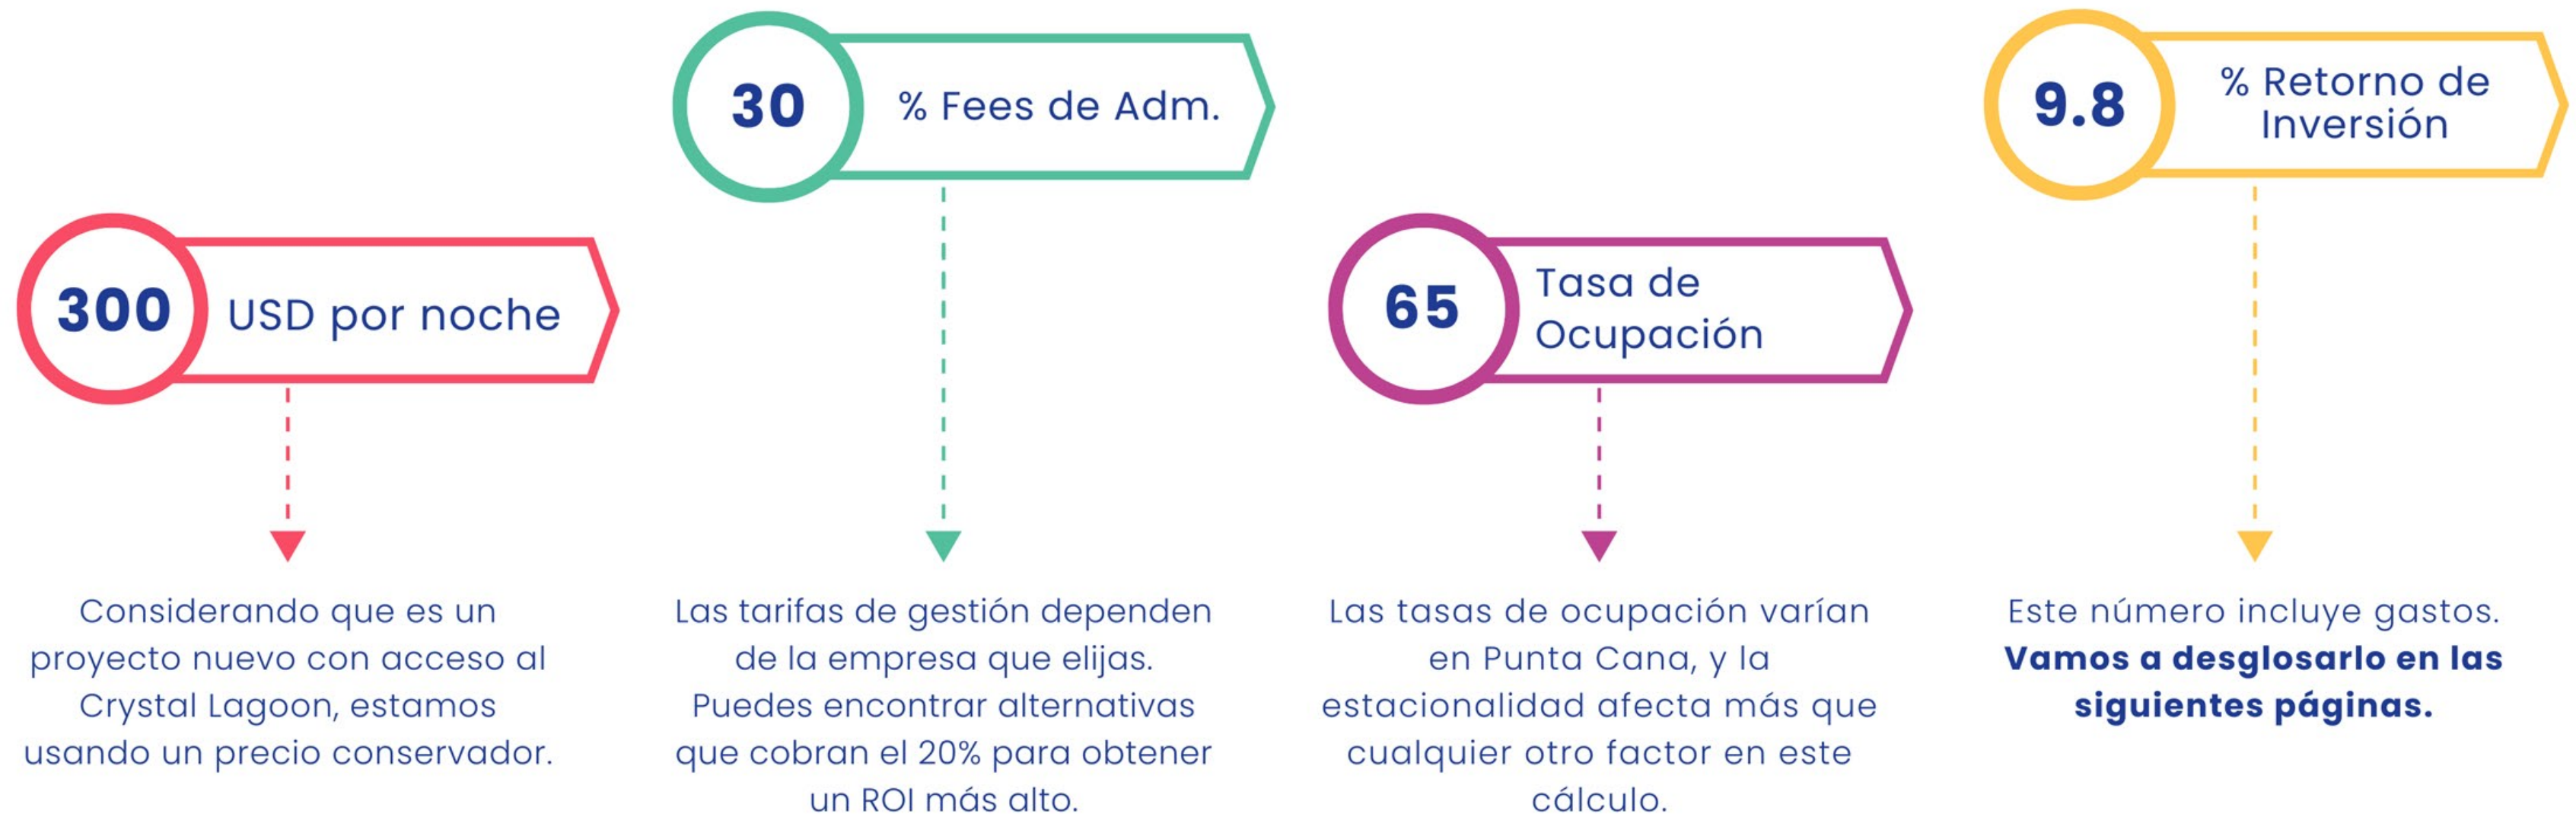 300
USD por noche
Considerando que es un
proyecto nuevo con acceso al
Crystal Lagoon, estamos
usando un precio conservador.
30
% Fees de Adm.
Las tarifas de gestión dependen
de la empresa que elijas.
Puedes encontrar alternativas
que cobran el 20% para obtener
un ROI más alto.
65
Tasa de
Ocupación
Las tasas de ocupación varían
en Punta Cana, y la
estacionalidad afecta más que
cualquier otro factor en este
cálculo.
9.8
% Retorno de
Inversión
Este número incluye gastos.
Vamos a desglosarlo en las
siguientes páginas.